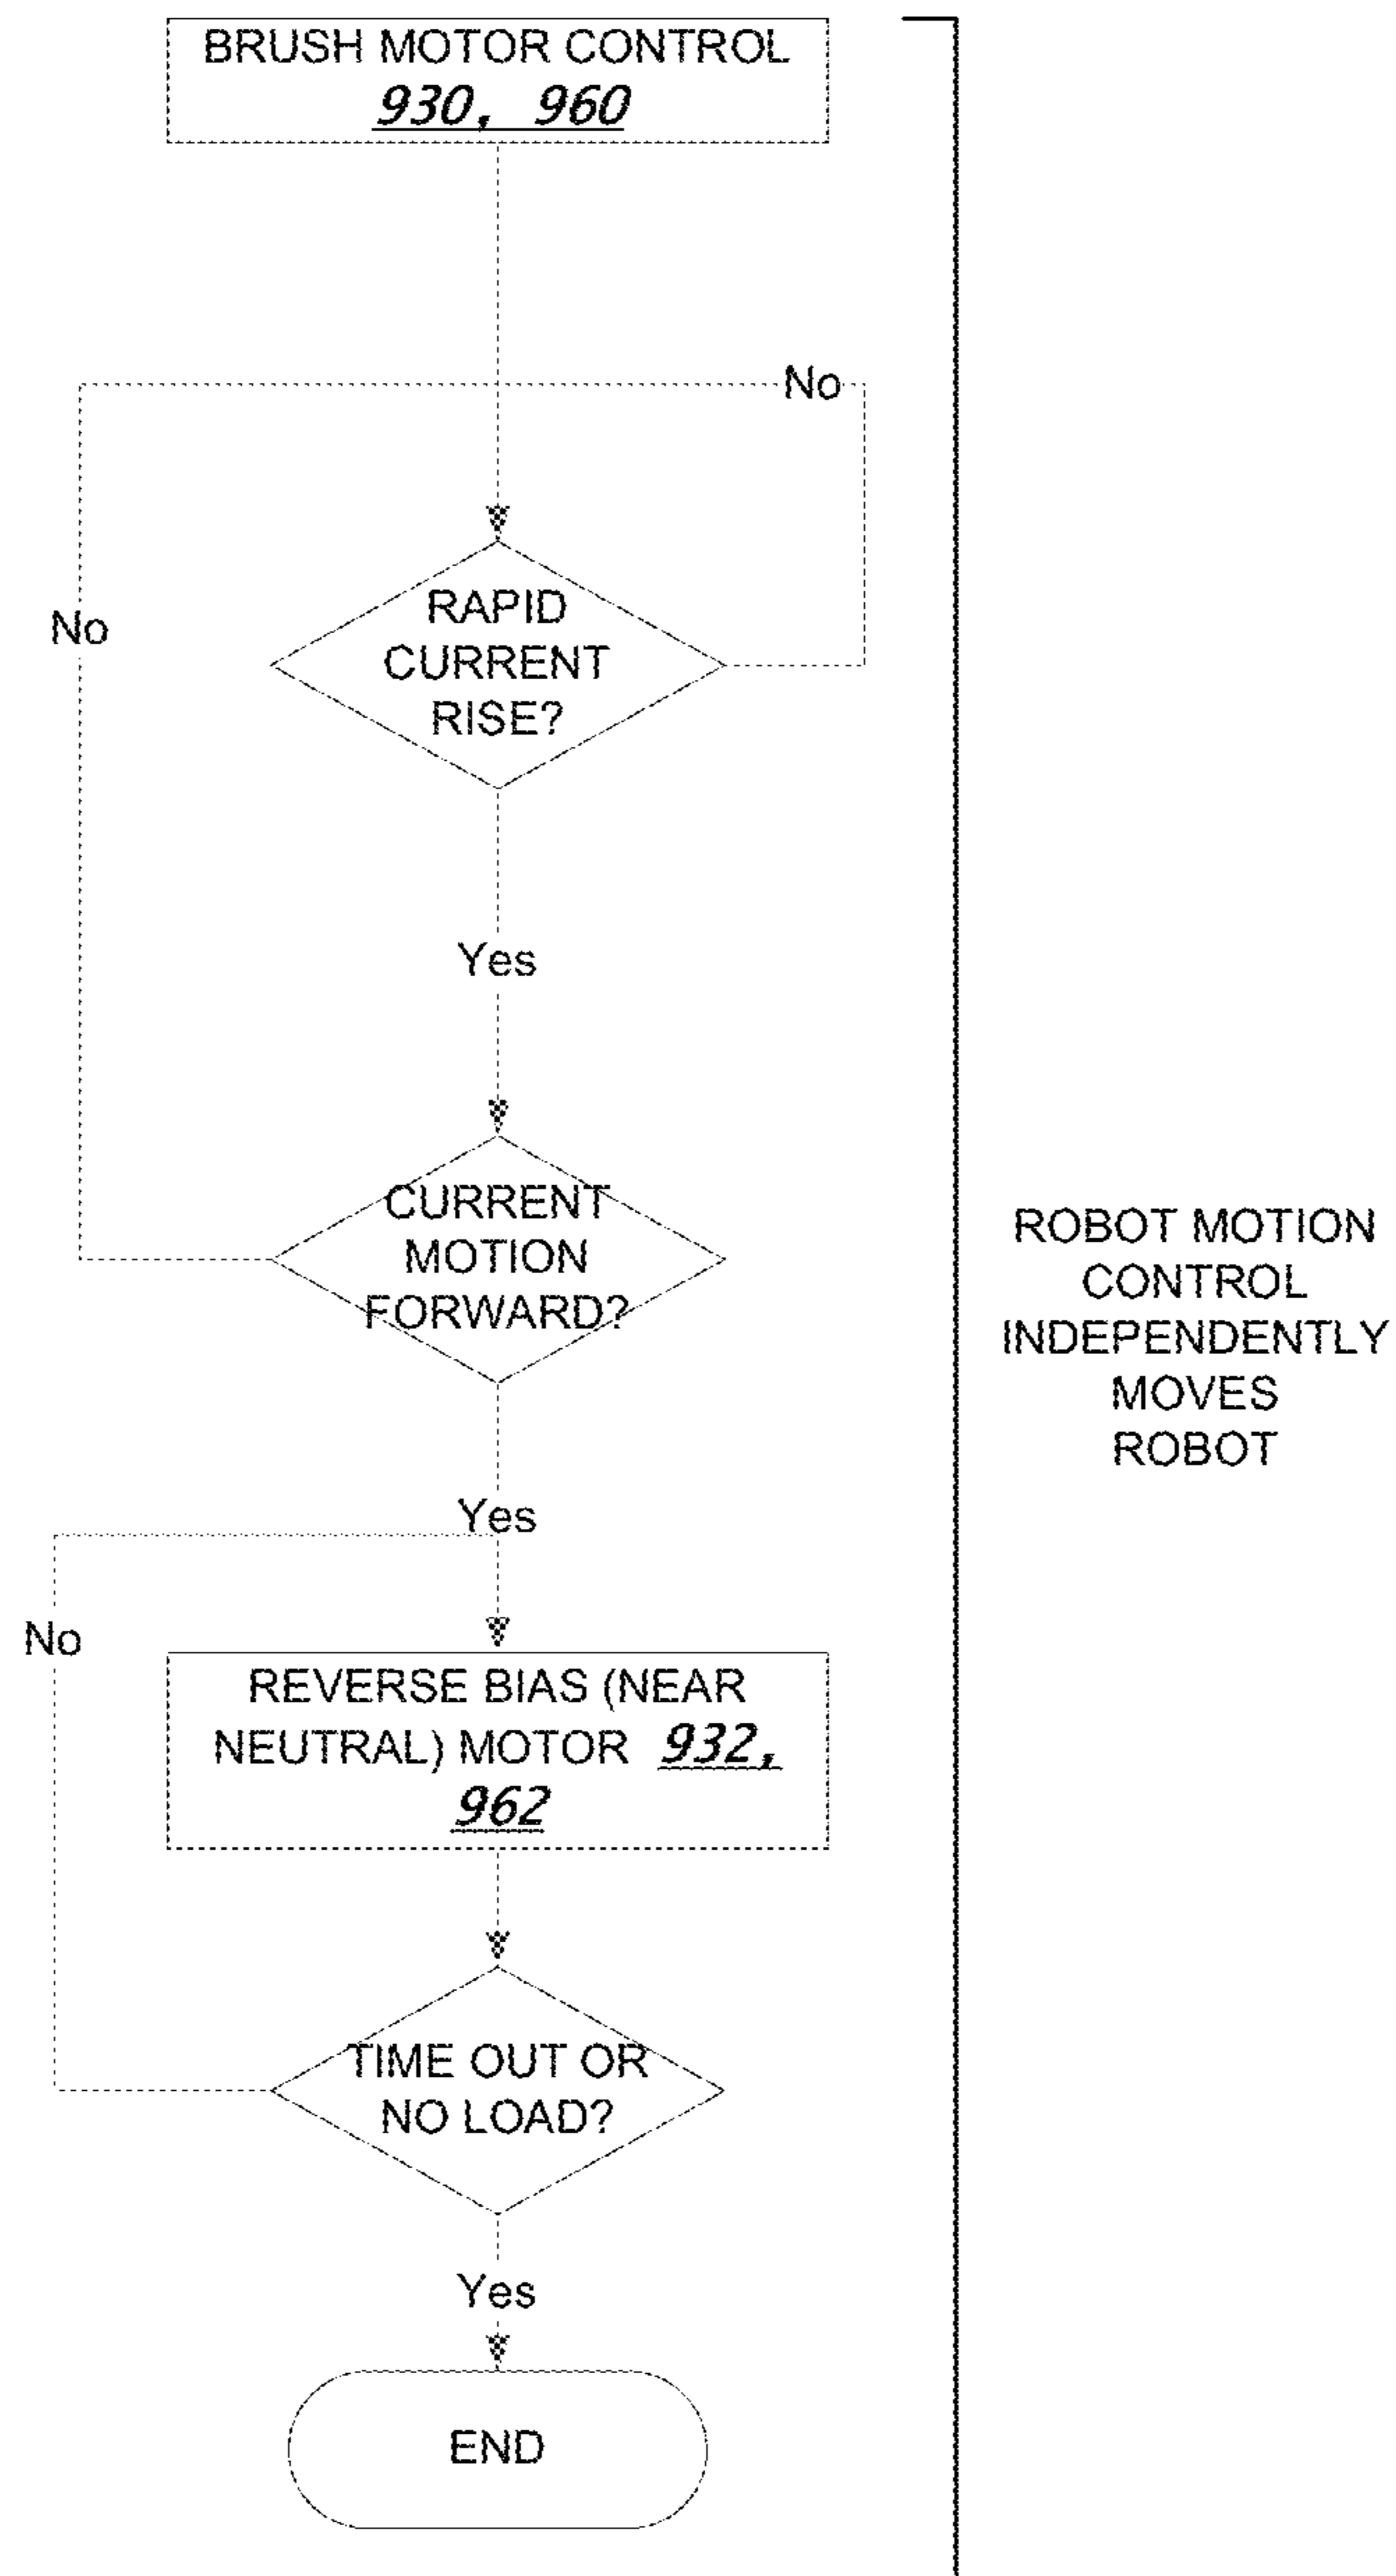 BRUSH MOTOR CONTROL
930, 960
No
No
RAPID
CURRENT
RISE?
Yes
CURRENT
MOTION
FORWARD?
Yes
No
REVERSE BIAS (NEAR
NEUTRAL) MOTOR 932,
962
TIME OUT OR
NO LOAD?
Yes
END
ROBOT MOTION
CONTROL
INDEPENDENTLY
MOVES
ROBOT